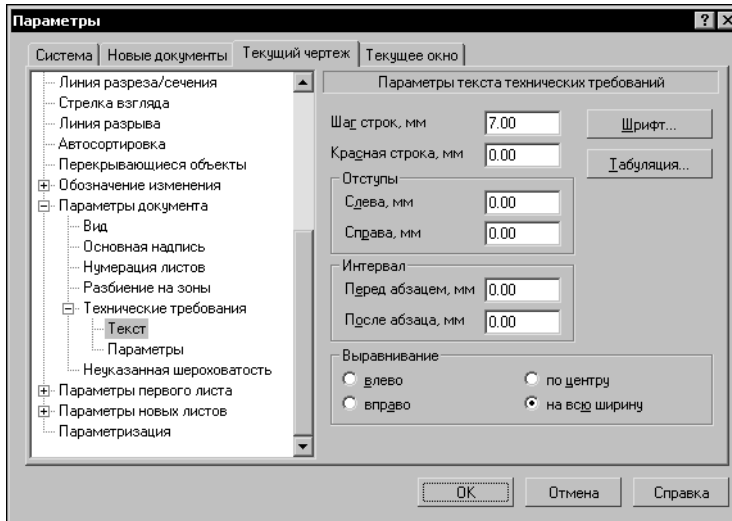 Параметры
Система
Новые документы
Текущий чертеж
Текущее окно
Линия разреза/сечения
Стрелка взгляда
Линия разрыва
Автосортировка
Перекрывающиеся объекты
Обозначение изменения
Параметры документа
Вид
Основная надпись
Нумерация листов
Разбиение на зоны
Технические требования
Текст
Параметры
Неуказанная шероховатость
Параметры первого листа
Параметры новых листов
Параметризация
Параметры текста технических требований
Шаг строк, мм 7.00
Шрифт...
Красная строка, мм 0.00
Табуляция...
Отступы
Слева, мм 0.00
Справа, мм 0.00
Интервал
Перед абзацем, мм 0.00
После абзаца, мм 0.00
Выравнивание
влево
по центру
вправо
на всю ширину
OK
Отмена
Справка